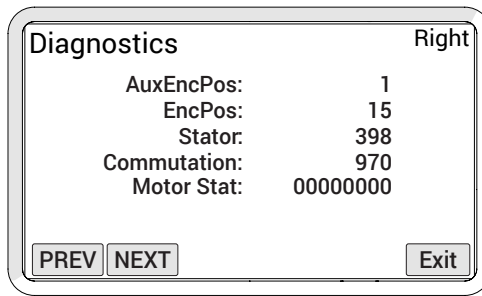 Diagnostics Right
AuxEncPos: 1
EncPos: 15
Stator: 398
Commutation: 970
Motor Stat: 00000000
PREV NEXT Exit